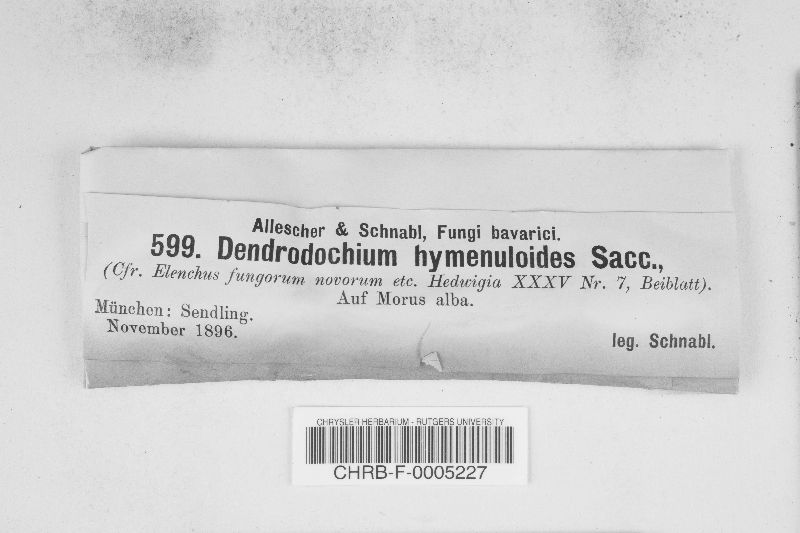 Allescher & Schnabl, Fungi bavarici.
599. Dendrodochium hymenuloides Sacc.,
(Cfr. Elenchus fungorum novorum etc. Hedwigia XXXV Nr. 7, Beiblatt).
Auf Morus alba.
München: Sendling.
November 1896.
leg. Schnabl.
CHRYSLER HERBARIUM - RUTGERS UNIVERSITY
CHRB-F-0005227